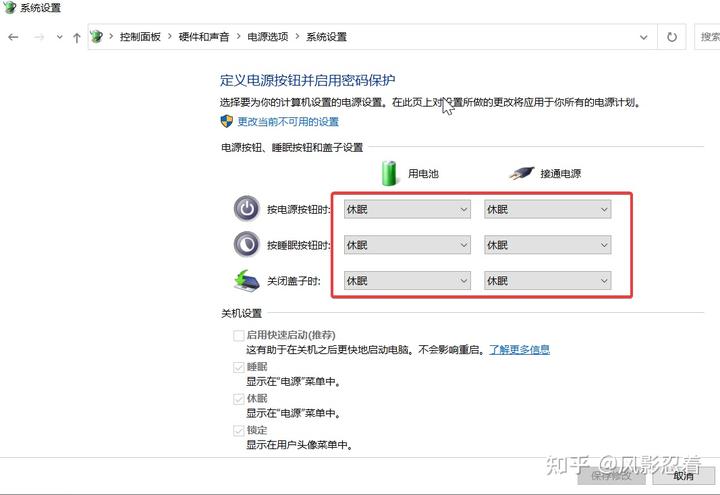 系统设置
控制面板 > 硬件和声音 > 电源选项 > 系统设置
搜索
定义电源按钮并启用密码保护
选择要为你的计算机设置的电源设置。在此页上对设置所做的更改将应用于你所有的电源计划。
更改当前不可用的设置
电源按钮、睡眠按钮和盖子设置
用电池 接通电源
按电源按钮时: 休眠 休眠
按睡眠按钮时: 休眠 休眠
关闭盖子时: 休眠 休眠
关机设置
启用快速启动(推荐)
这有助于在关机之后更快地启动电脑。不会影响重启。了解更多信息
睡眠
显示在"电源"菜单中。
休眠
显示在"电源"菜单中。
锁定
显示在用户头像菜单中。
知乎 @风影忍着
保存修改 取消